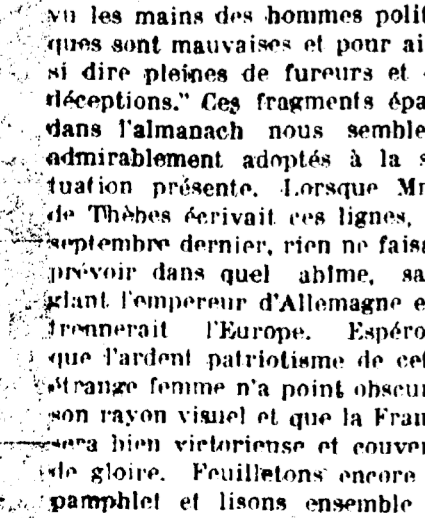 vu les mains des hommes polit
ques sont mauvaises et pour ai
si dire pleines de fureurs et
déceptions." Ces fragments épa
dans l'almanach nous semble
admirablement adoptés à la s
tuation présente. Lorsque Mm
de Thèbes écrivait ces lignes,
septembre dernier, rien ne faisa
prévoir dans quel abîme, sa
glant l'empereur d'Allemagne e
trennerait l'Europe. Espéro
que l'ardent patriotisme de cet
étrange femme n'a point obscur
son rayon visuel et que la Fran
sera bien victorieuse et couver
de gloire. Feuilletons encore
pamphlet et lisons ensemble